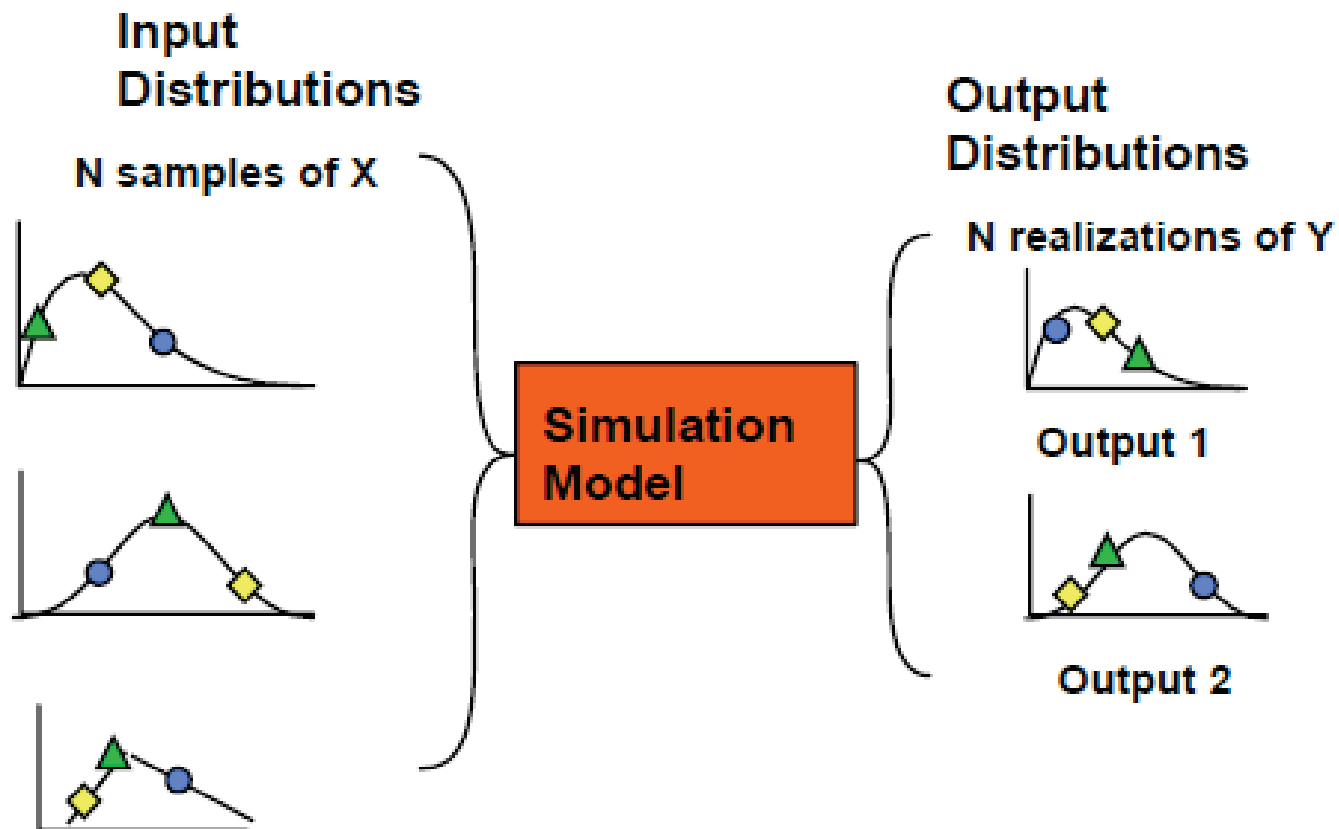 Input
Distributions
N samples of X
Simulation
Model
Output
Distributions
N realizations of Y
Output 1
Output 2